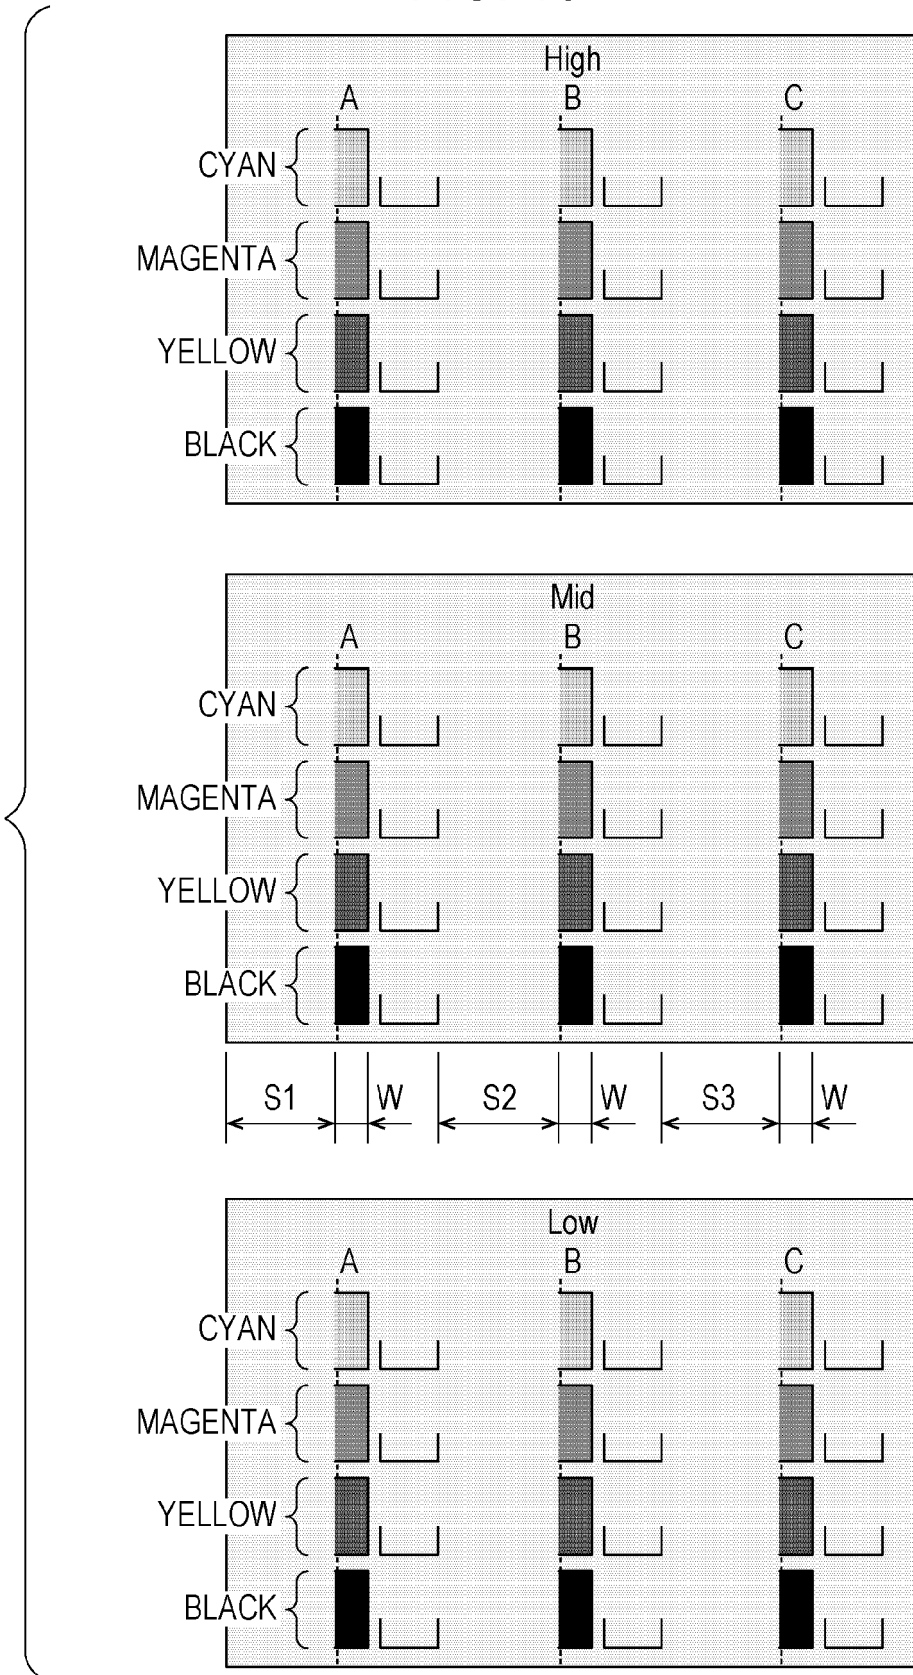 High
A B C
CYAN
MAGENTA
YELLOW
BLACK
Mid
A B C
CYAN
MAGENTA
YELLOW
BLACK
S1 W S2 W S3 W
Low
A B C
CYAN
MAGENTA
YELLOW
BLACK